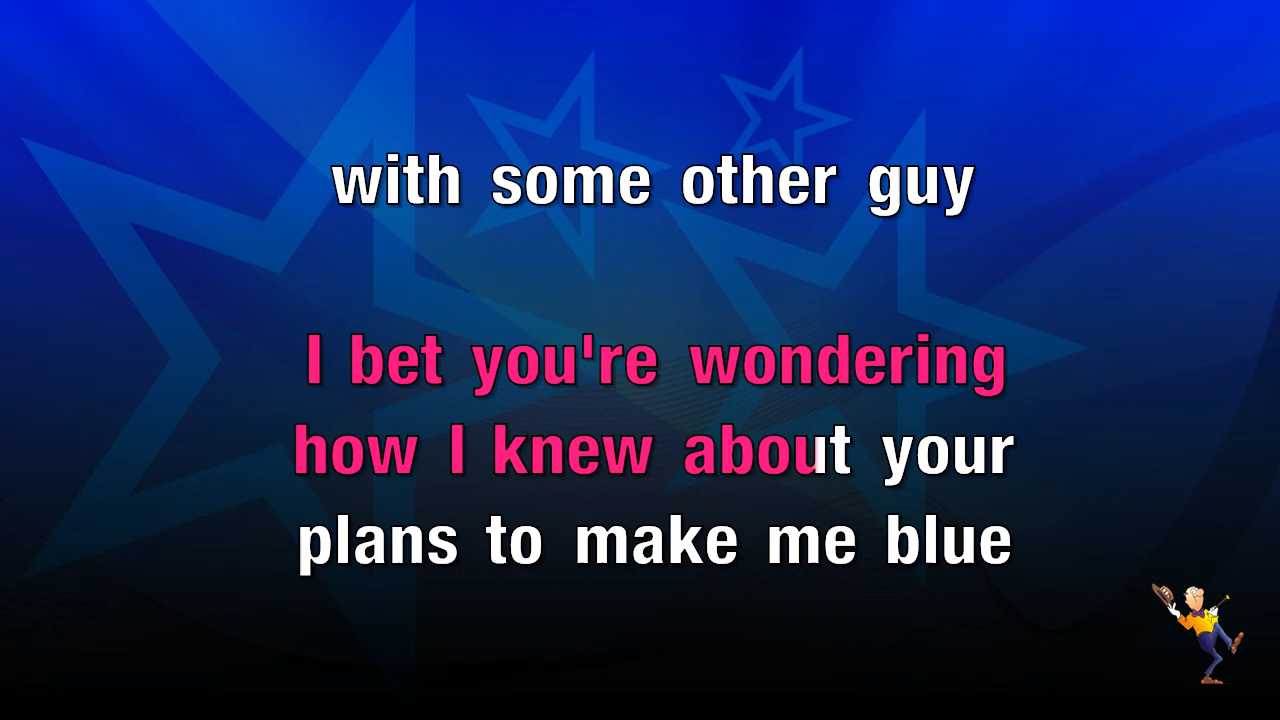 with some other guy
I bet you're wondering
how I knew about your
plans to make me blue